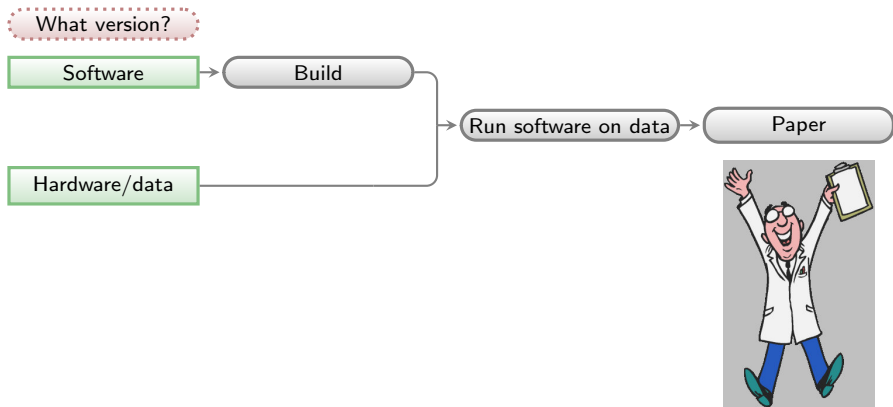 What version?
Software
Build
Run software on data
Paper
Hardware/data